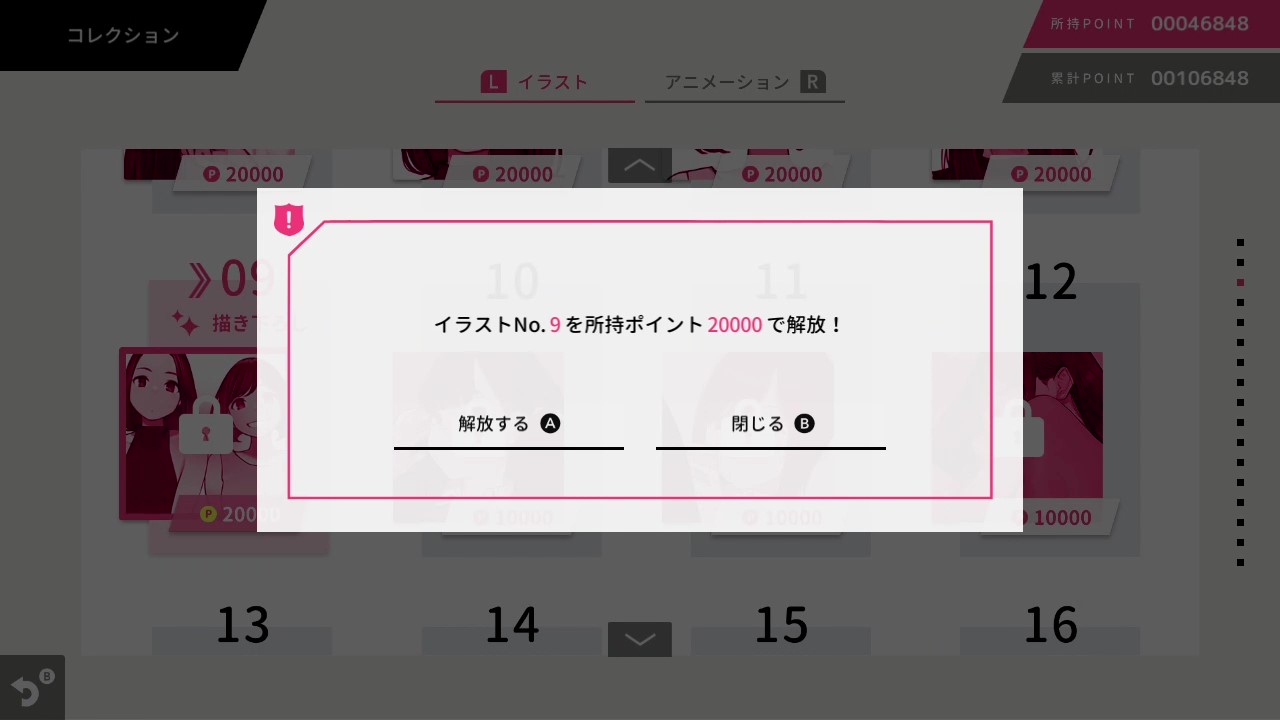 コレクション
所持POINT 00046848
累計POINT 00106848
L イラスト
アニメーション R
P 20000
P 20000
P 20000
P 20000
09
10
11
12
描き下ろし
イラストNo. 9 を所持ポイント 20000 で解放！
解放する A
閉じる B
P 20000
P 10000
P 10000
10000
13
14
15
16
B